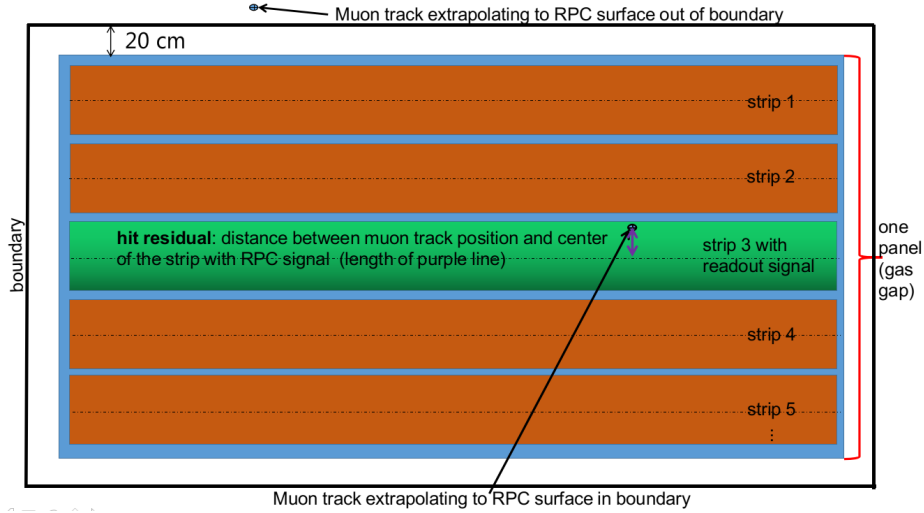 Muon track extrapolating to RPC surface out of boundary
20 cm
strip 1
strip 2
hit residual: distance between muon track position and center
of the strip with RPC signal (length of purple line)
strip 3 with
readout signal
boundary
one
panel
(gas
gap)
strip 4
strip 5
⋮
Muon track extrapolating to RPC surface in boundary